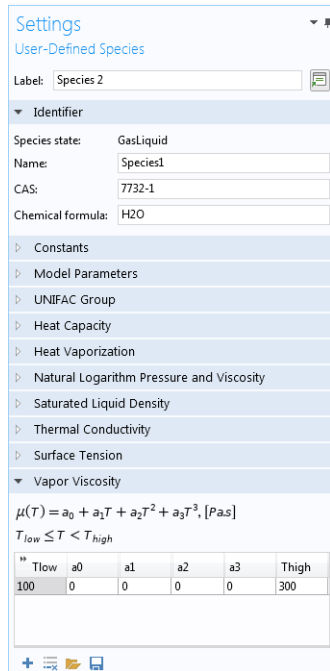 Settings
User-Defined Species
Label: Species 2
Identifier
Species state: GasLiquid
Name: Species1
CAS: 7732-1
Chemical formula: H2O
Constants
Model Parameters
UNIFAC Group
Heat Capacity
Heat Vaporization
Natural Logarithm Pressure and Viscosity
Saturated Liquid Density
Thermal Conductivity
Surface Tension
Vapor Viscosity
μ(T) = a₀ + a₁T + a₂T² + a₃T³, [Pa.s]
T_low ≤ T < T_high
Tlow a0 a1 a2 a3 Thigh
100 0 0 0 0 300